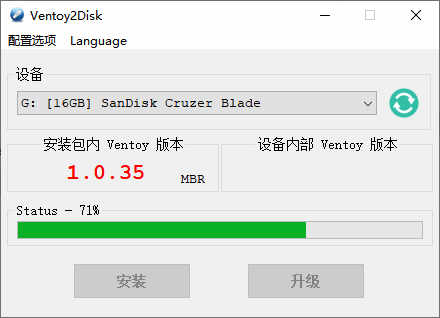 Ventoy2Disk
配置选项 Language
设备
G: [16GB] SanDisk Cruzer Blade
安装包内 Ventoy 版本 设备内部 Ventoy 版本
1.0.35 MBR
Status - 71%
安装 升级